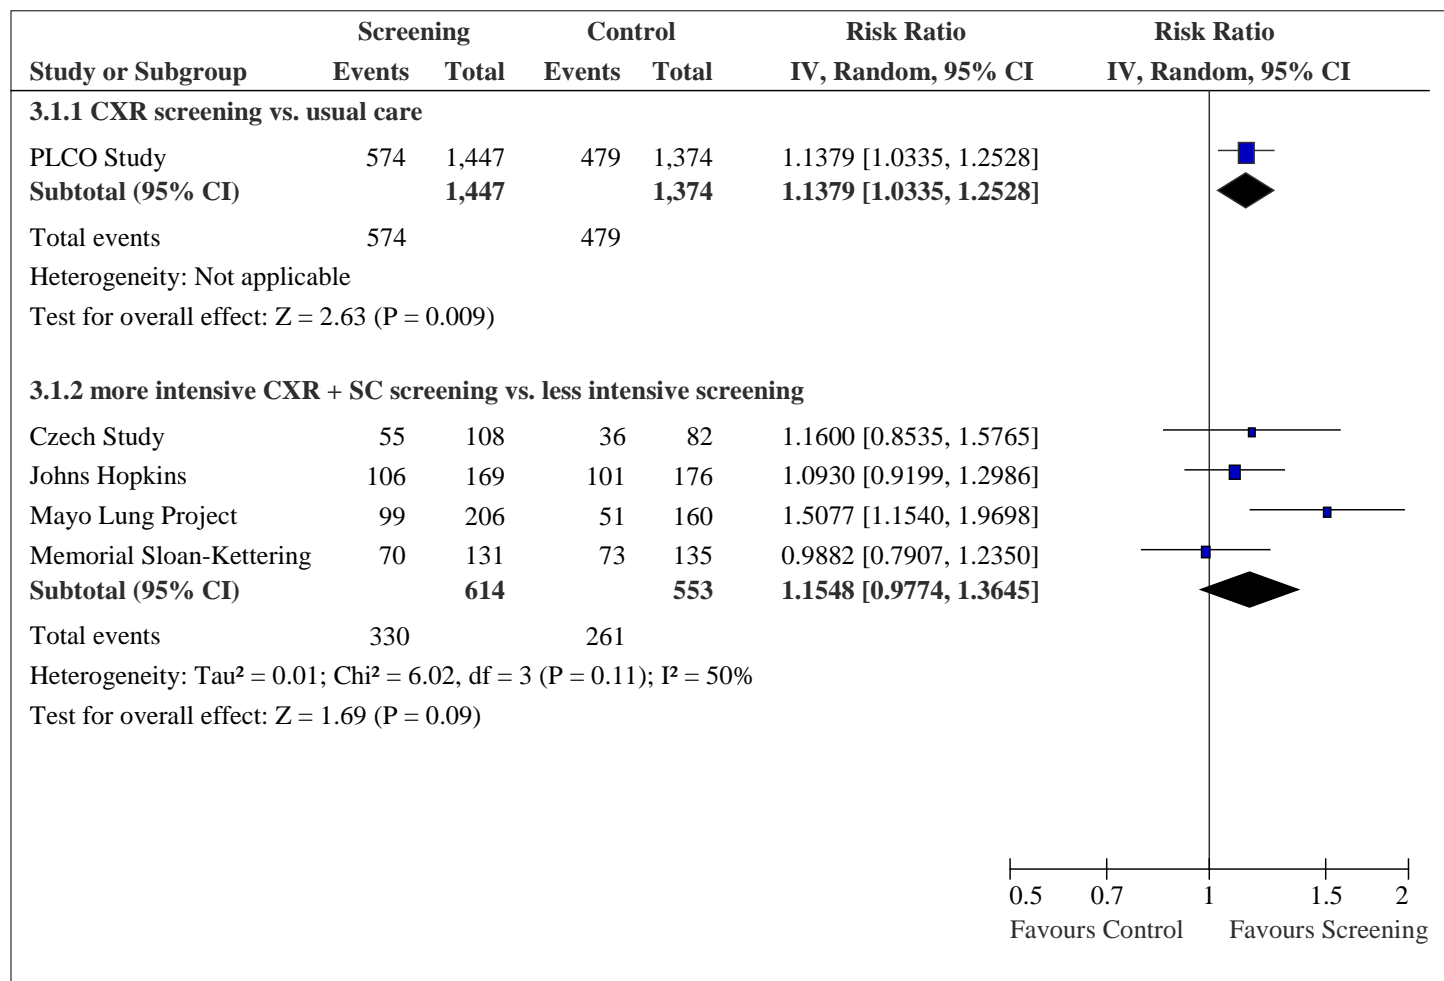 Screening Control Risk Ratio Risk Ratio
Study or Subgroup Events Total Events Total IV, Random, 95% CI IV, Random, 95% CI
3.1.1 CXR screening vs. usual care
PLCO Study 574 1,447 479 1,374 1.1379 [1.0335, 1.2528]
Subtotal (95% CI) 1,447 1,374 1.1379 [1.0335, 1.2528]
Total events 574 479
Heterogeneity: Not applicable
Test for overall effect: Z = 2.63 (P = 0.009)
3.1.2 more intensive CXR + SC screening vs. less intensive screening
Czech Study 55 108 36 82 1.1600 [0.8535, 1.5765]
Johns Hopkins 106 169 101 176 1.0930 [0.9199, 1.2986]
Mayo Lung Project 99 206 51 160 1.5077 [1.1540, 1.9698]
Memorial Sloan-Kettering 70 131 73 135 0.9882 [0.7907, 1.2350]
Subtotal (95% CI) 614 553 1.1548 [0.9774, 1.3645]
Total events 330 261
Heterogeneity: Tau² = 0.01; Chi² = 6.02, df = 3 (P = 0.11); I² = 50%
Test for overall effect: Z = 1.69 (P = 0.09)
0.5 0.7 1 1.5 2
Favours Control Favours Screening